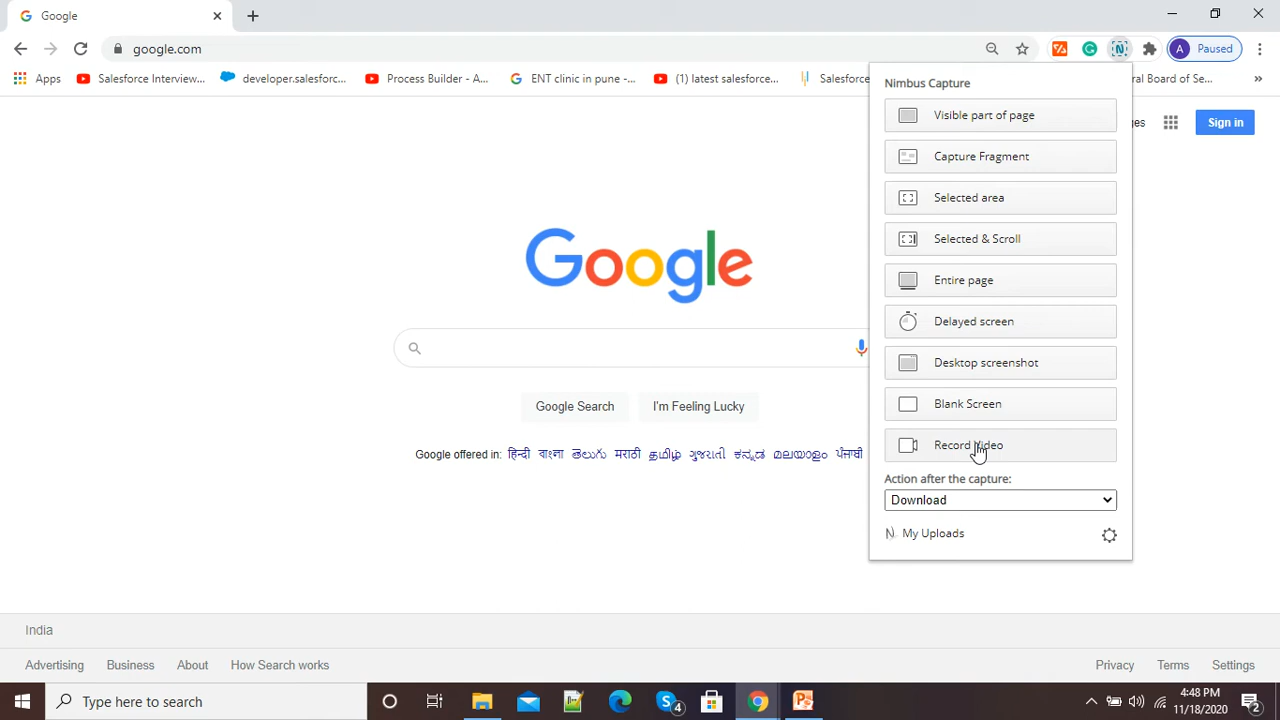 Google
google.com
A Paused
Apps
Salesforce Interview...
developer.salesforc...
Process Builder - A...
ENT clinic in pune -...
(1) latest salesforce...
Salesforce
ral Board of Se...
»
Nimbus Capture
Visible part of page
Capture Fragment
Selected area
Selected & Scroll
Entire page
Delayed screen
Desktop screenshot
Blank Screen
Record Video
Action after the capture:
Download
My Uploads
ges
Sign in
Google
Google Search
I'm Feeling Lucky
Google offered in: हिन्दी বাংলা తెలుగు मराठी தமிழ் ગુજરાતી ಕನ್ನಡ മലയാളം ਪੰਜਾਬੀ
India
Advertising Business About How Search works
Privacy Terms Settings
Type here to search
4
4:48 PM
11/18/2020
2